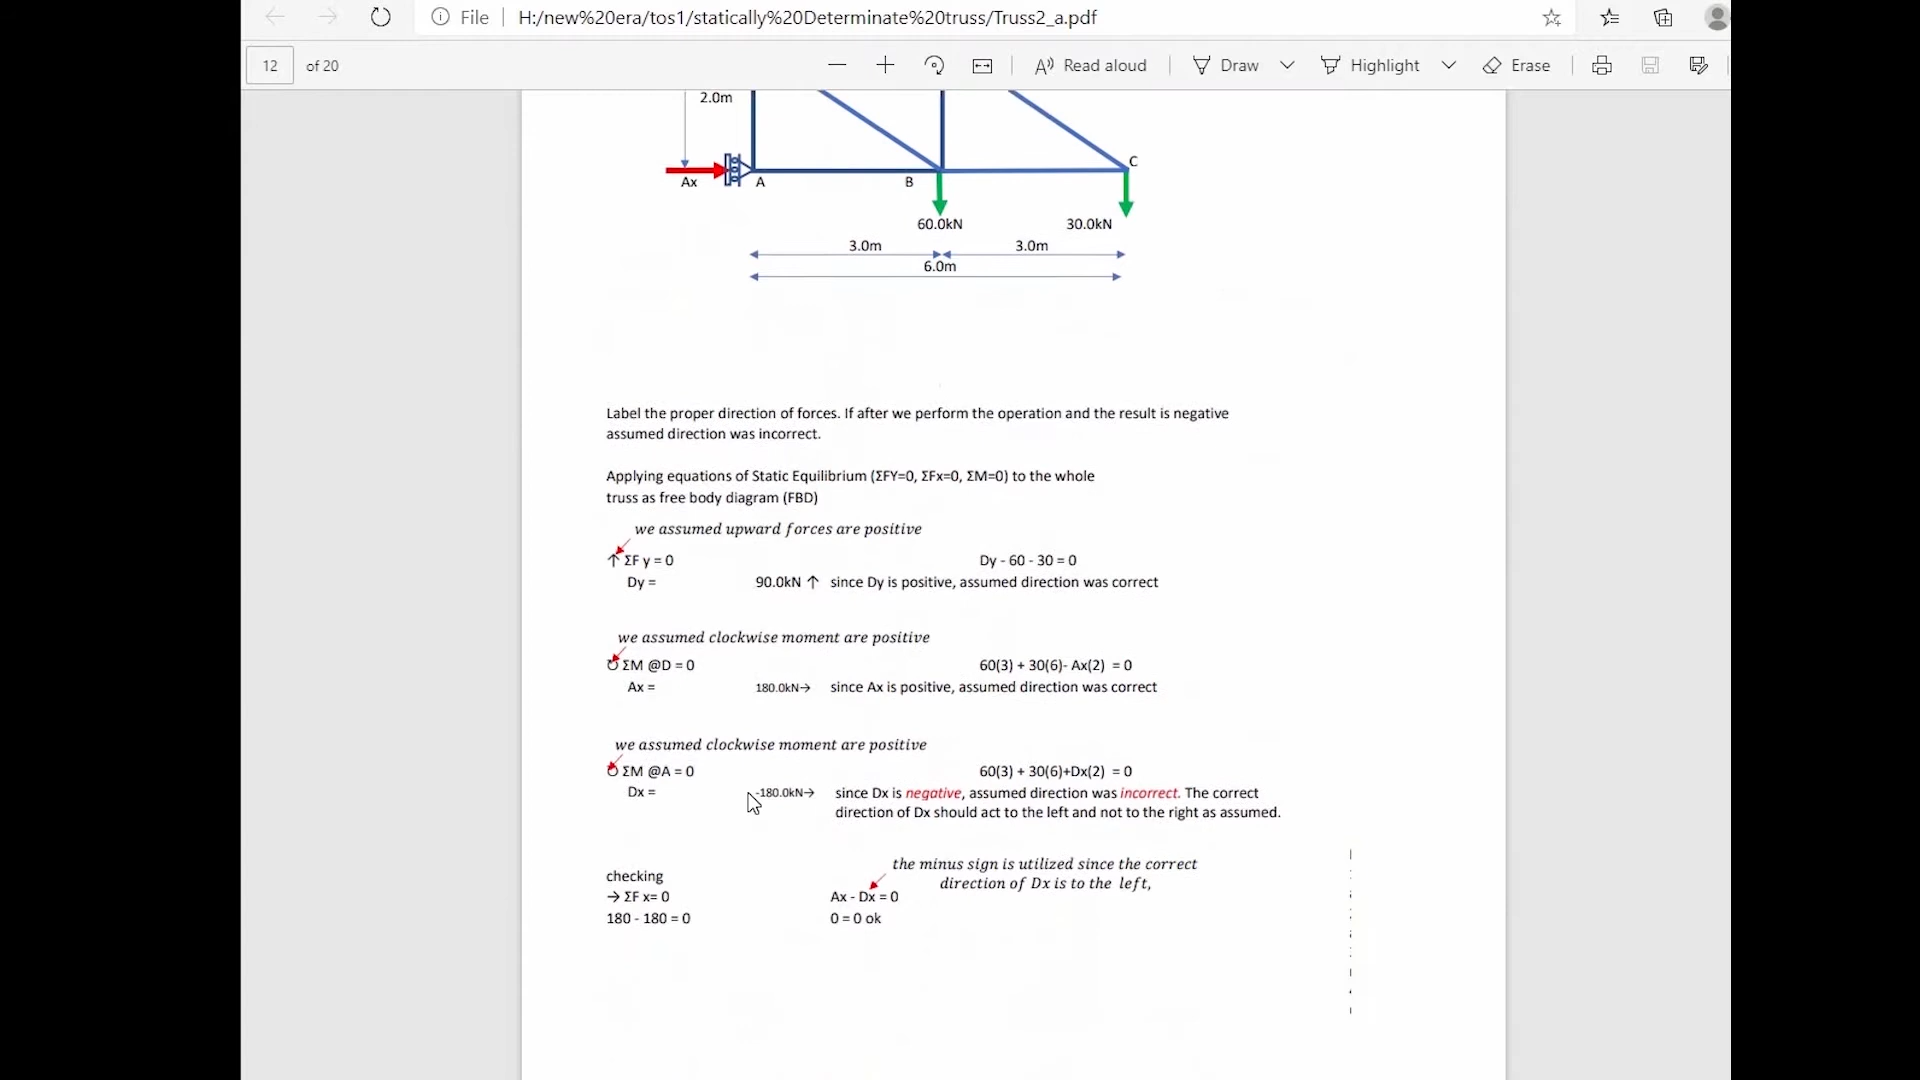 File H:/new%20era/tos1/statically%20Determinate%20truss/Truss2_a.pdf
12 of 20 Read aloud Draw Highlight Erase
2.0m
C
Ax A B
60.0kN 30.0kN
3.0m 3.0m
6.0m
Label the proper direction of forces. If after we perform the operation and the result is negative
assumed direction was incorrect.
Applying equations of Static Equilibrium (ΣFY=0, ΣFx=0, ΣM=0) to the whole
truss as free body diagram (FBD)
we assumed upward forces are positive
↑ ΣF y = 0 Dy - 60 - 30 = 0
Dy = 90.0kN ↑ since Dy is positive, assumed direction was correct
we assumed clockwise moment are positive
↻ ΣM @D = 0 60(3) + 30(6)- Ax(2) = 0
Ax = 180.0kN→ since Ax is positive, assumed direction was correct
we assumed clockwise moment are positive
↻ ΣM @A = 0 60(3) + 30(6)+Dx(2) = 0
Dx = -180.0kN→ since Dx is negative, assumed direction was incorrect. The correct
direction of Dx should act to the left and not to the right as assumed.
the minus sign is utilized since the correct
direction of Dx is to the left,
checking
→ ΣF x= 0 Ax - Dx = 0
180 - 180 = 0 0 = 0 ok